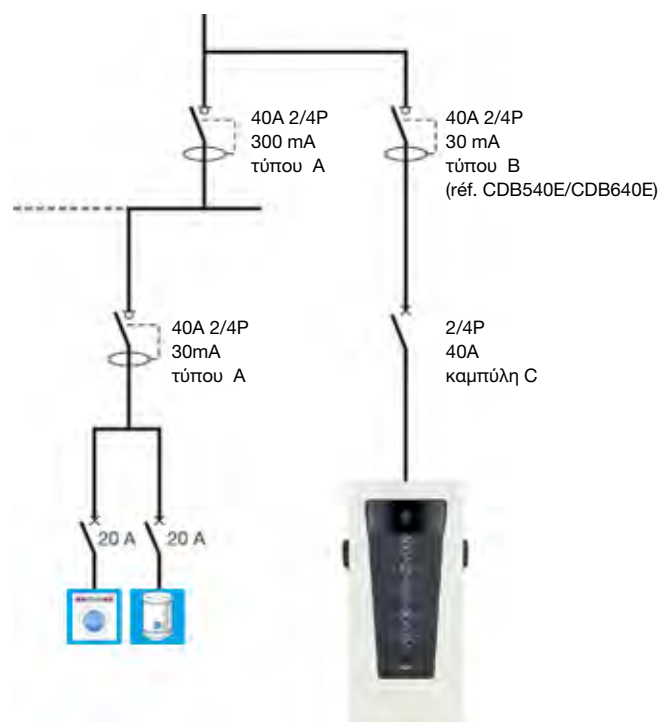 40A 2/4P
300 mA
τύπου A
40A 2/4P
30 mA
τύπου B
(réf. CDB540E/CDB640E)
40A 2/4P
30mA
τύπου A
2/4P
40A
καμπύλη C
20 A
20 A